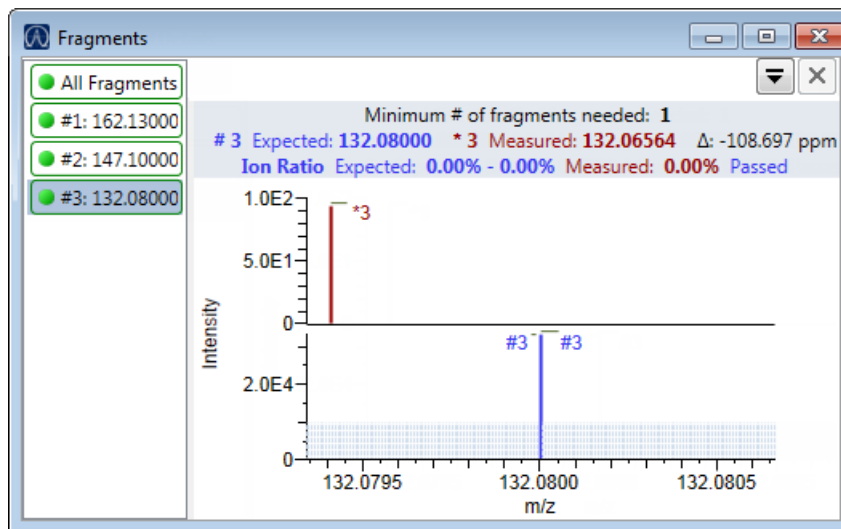 Fragments
All Fragments
#1: 162.13000
#2: 147.10000
#3: 132.08000
Minimum # of fragments needed: 1
# 3 Expected: 132.08000 * 3 Measured: 132.06564 Δ: -108.697 ppm
Ion Ratio Expected: 0.00% - 0.00% Measured: 0.00% Passed
1.0E2
*3
5.0E1
0
Intensity
#3 #3
2.0E4
0
132.0795 132.0800 132.0805
m/z